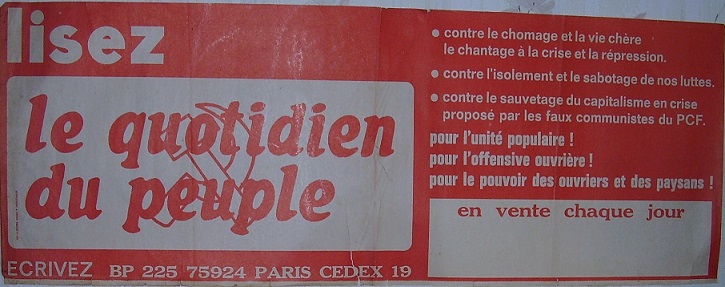 lisez
le quotidien
du peuple
ECRIVEZ BP 225 75924 PARIS CEDEX 19
• contre le chomage et la vie chère
le chantage à la crise et la répression.
• contre l'isolement et le sabotage de nos luttes.
• contre le sauvetage du capitalisme en crise
proposé par les faux communistes du PCF.
pour l'unité populaire !
pour l'offensive ouvrière !
pour le pouvoir des ouvriers et des paysans !
en vente chaque jour